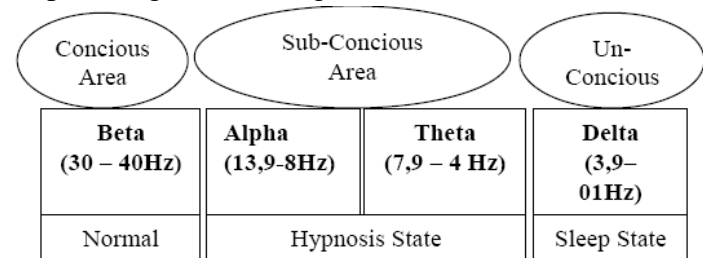 Concious
Area
Sub-Concious
Area
Un-
Concious
Beta
(30 – 40Hz)
Alpha
(13,9-8Hz)
Theta
(7,9 – 4 Hz)
Delta
(3,9–
01Hz)
Normal
Hypnosis State
Sleep State